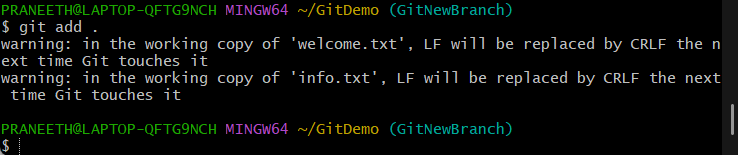 PRANEETH@LAPTOP-QFTG9NCH MINGW64 ~/GitDemo (GitNewBranch)
$ git add .
warning: in the working copy of 'welcome.txt', LF will be replaced by CRLF the n
ext time Git touches it
warning: in the working copy of 'info.txt', LF will be replaced by CRLF the next
 time Git touches it
PRANEETH@LAPTOP-QFTG9NCH MINGW64 ~/GitDemo (GitNewBranch)
$